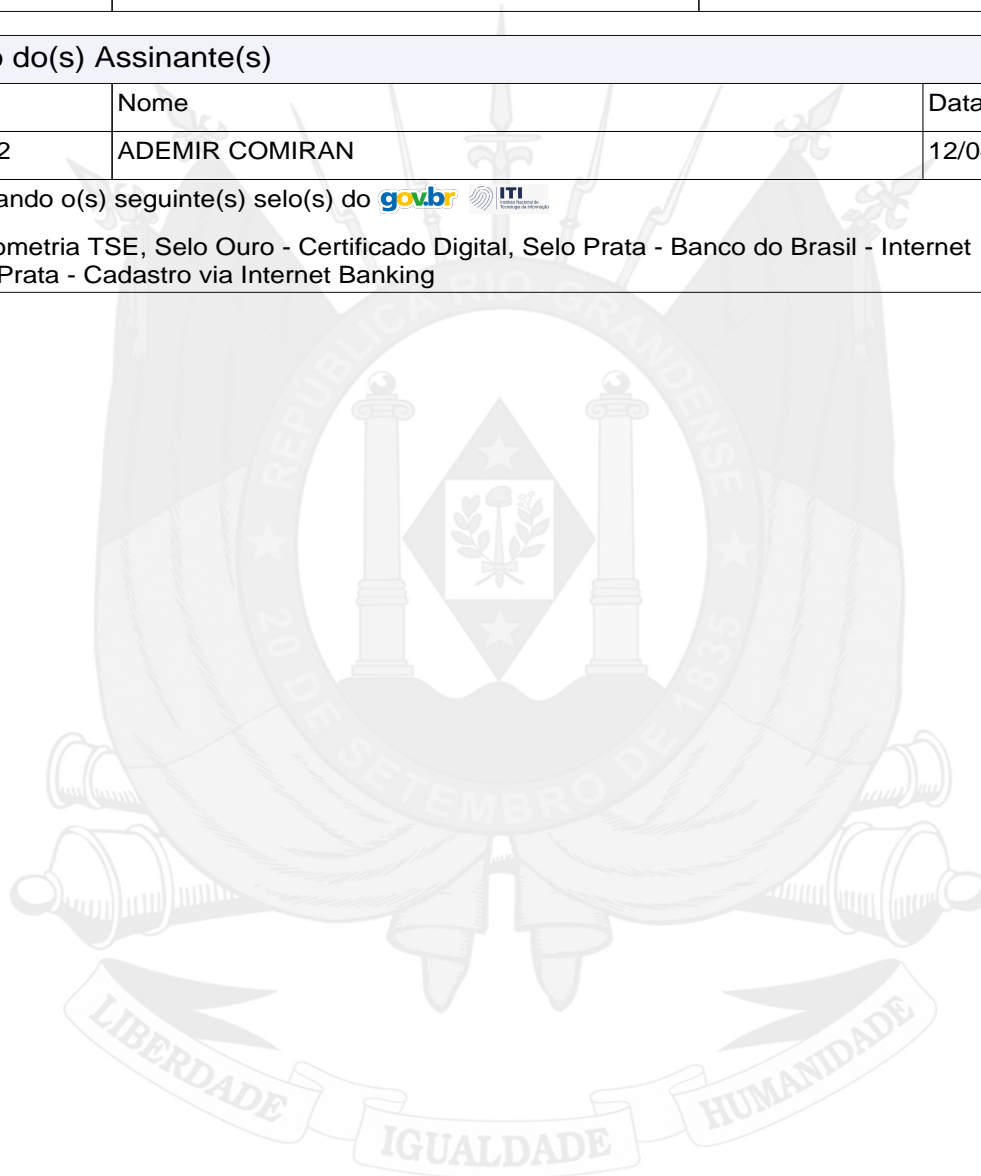 do(s) Assinante(s)
Nome
Data
2 ADEMIR COMIRAN 12/0
ando o(s) seguinte(s) selo(s) do gov.br ITI
ometria TSE, Selo Ouro - Certificado Digital, Selo Prata - Banco do Brasil - Internet
Prata - Cadastro via Internet Banking
REPÚBLICA RIO-GRANDENSE
20 DE SETEMBRO DE 1835
LIBERDADE
IGUALDADE
HUMANIDADE